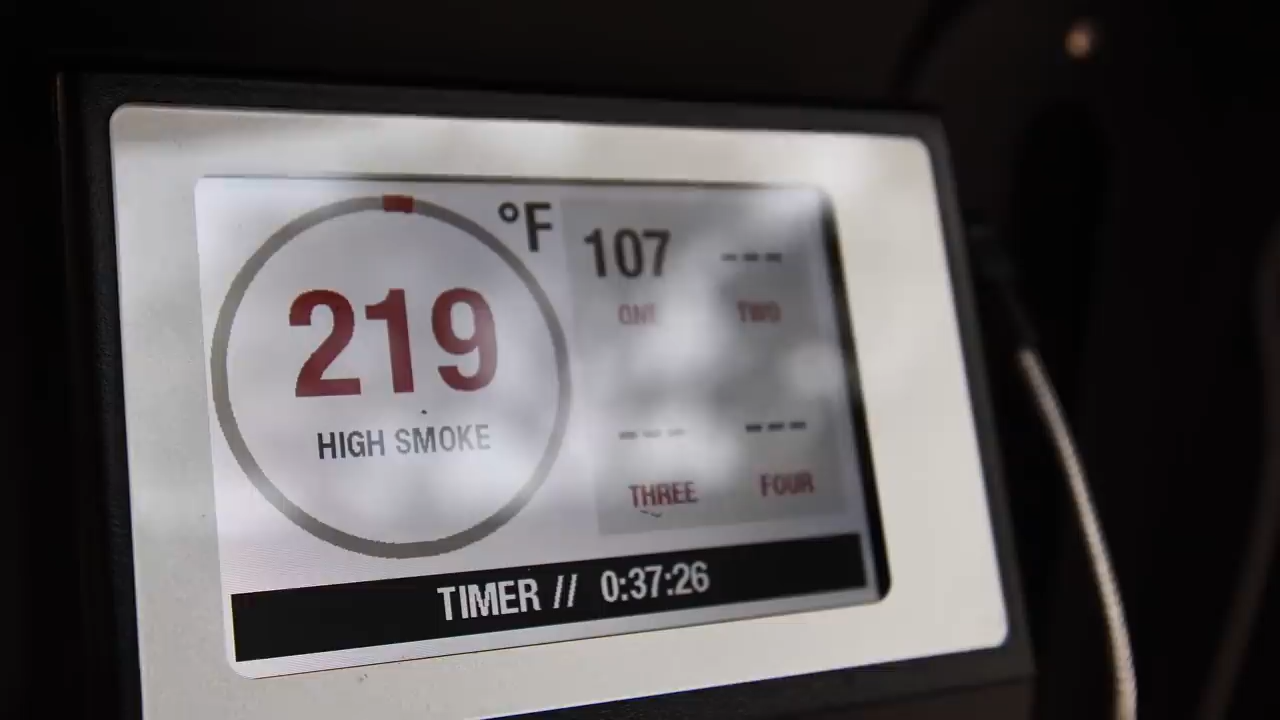 219
HIGH SMOKE
°F
107 ---
ONE TWO
--- ---
THREE FOUR
TIMER // 0:37:26